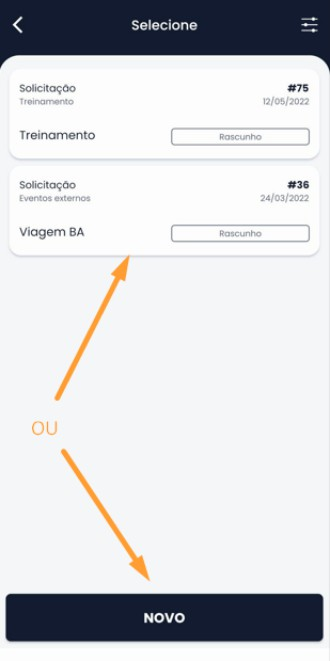 Selecione
Solicitação #75
Treinamento 12/05/2022
Treinamento Rascunho
Solicitação #36
Eventos externos 24/03/2022
Viagem BA Rascunho
OU
NOVO